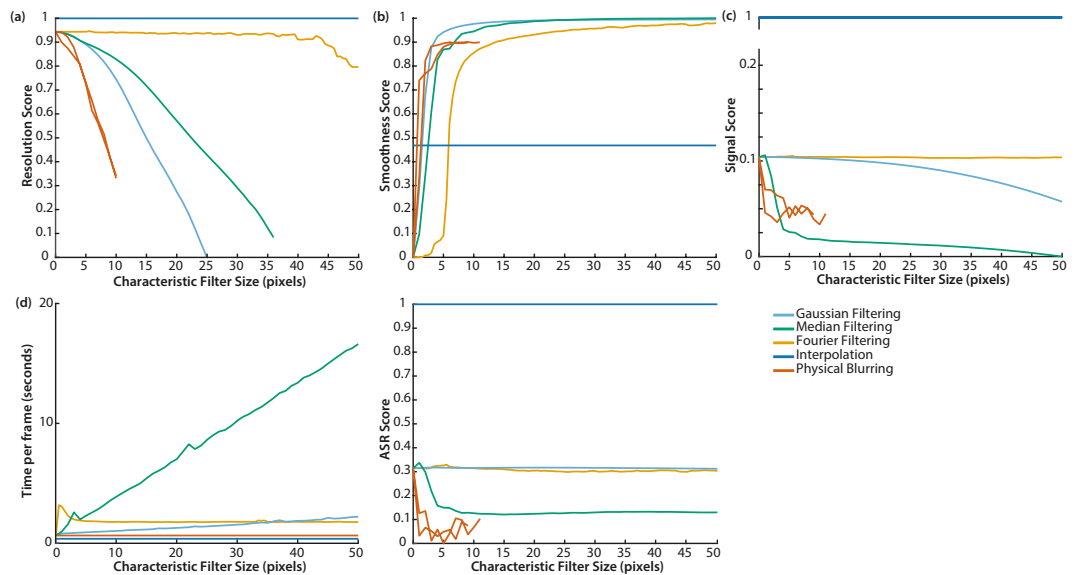 (a)
1
0.9
0.8
0.7
0.6
0.5
0.4
0.3
0.2
0.1
0
Resolution Score
0 5 10 15 20 25 30 35 40 45 50
Characteristic Filter Size (pixels)
(b)
1
0.9
0.8
0.7
0.6
0.5
0.4
0.3
0.2
0.1
0
Smoothness Score
0 5 10 15 20 25 30 35 40 45 50
Characteristic Filter Size (pixels)
(c)
1
0.2
0.1
0
Signal Score
0 5 10 15 20 25 30 35 40 45 50
Characteristic Filter Size (pixels)
(d)
20
10
0
Time per frame (seconds)
0 10 20 30 40 50
Characteristic Filter Size (pixels)
1
0.9
0.8
0.7
0.6
0.5
0.4
0.3
0.2
0.1
0
ASR Score
0 5 10 15 20 25 30 35 40 45 50
Characteristic Filter Size (pixels)
Gaussian Filtering
Median Filtering
Fourier Filtering
Interpolation
Physical Blurring